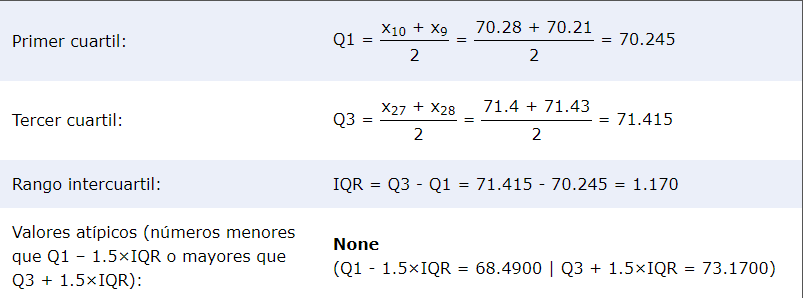 Primer cuartil:
Q1 = x10 + x9 / 2 = 70.28 + 70.21 / 2 = 70.245
Tercer cuartil:
Q3 = x27 + x28 / 2 = 71.4 + 71.43 / 2 = 71.415
Rango intercuartil:
IQR = Q3 - Q1 = 71.415 - 70.245 = 1.170
Valores atípicos (números menores
que Q1 – 1.5×IQR o mayores que
Q3 + 1.5×IQR):
None
(Q1 - 1.5×IQR = 68.4900 | Q3 + 1.5×IQR = 73.1700)